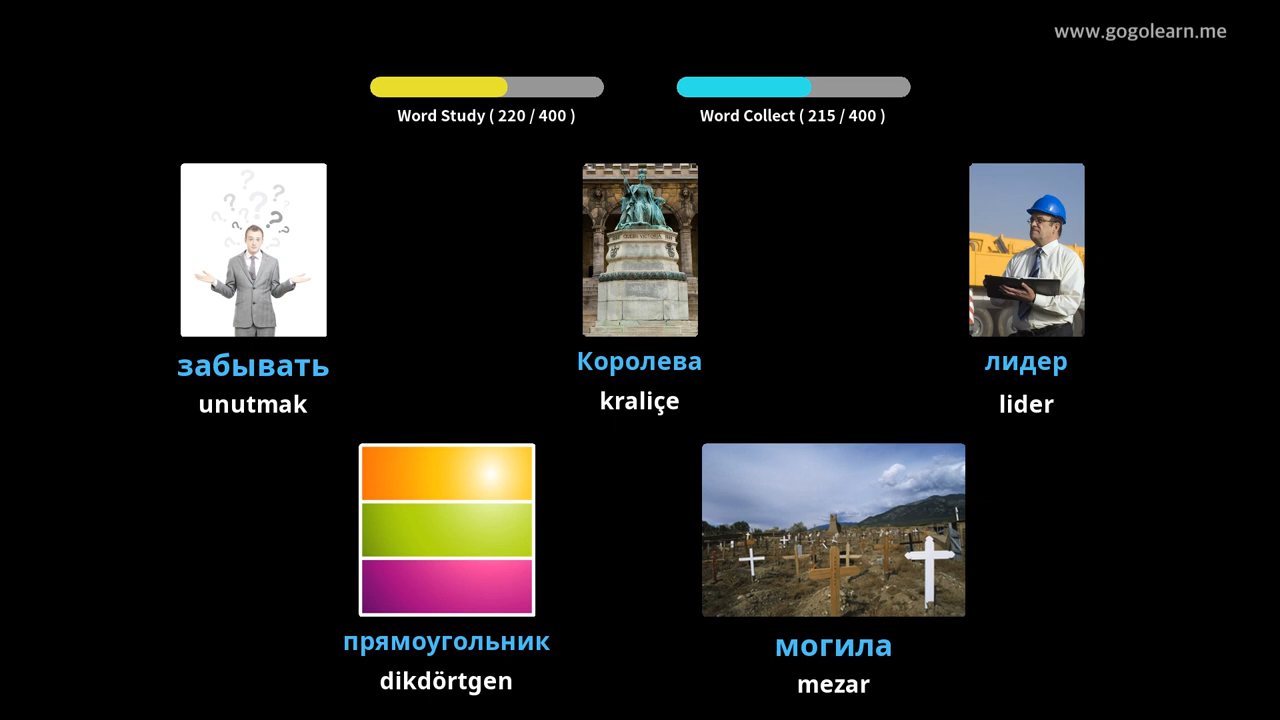 www.gogolearn.me
Word Study ( 220 / 400 )
Word Collect ( 215 / 400 )
забывать
unutmak
Королева
kraliçe
лидер
lider
прямоугольник
dikdörtgen
могила
mezar